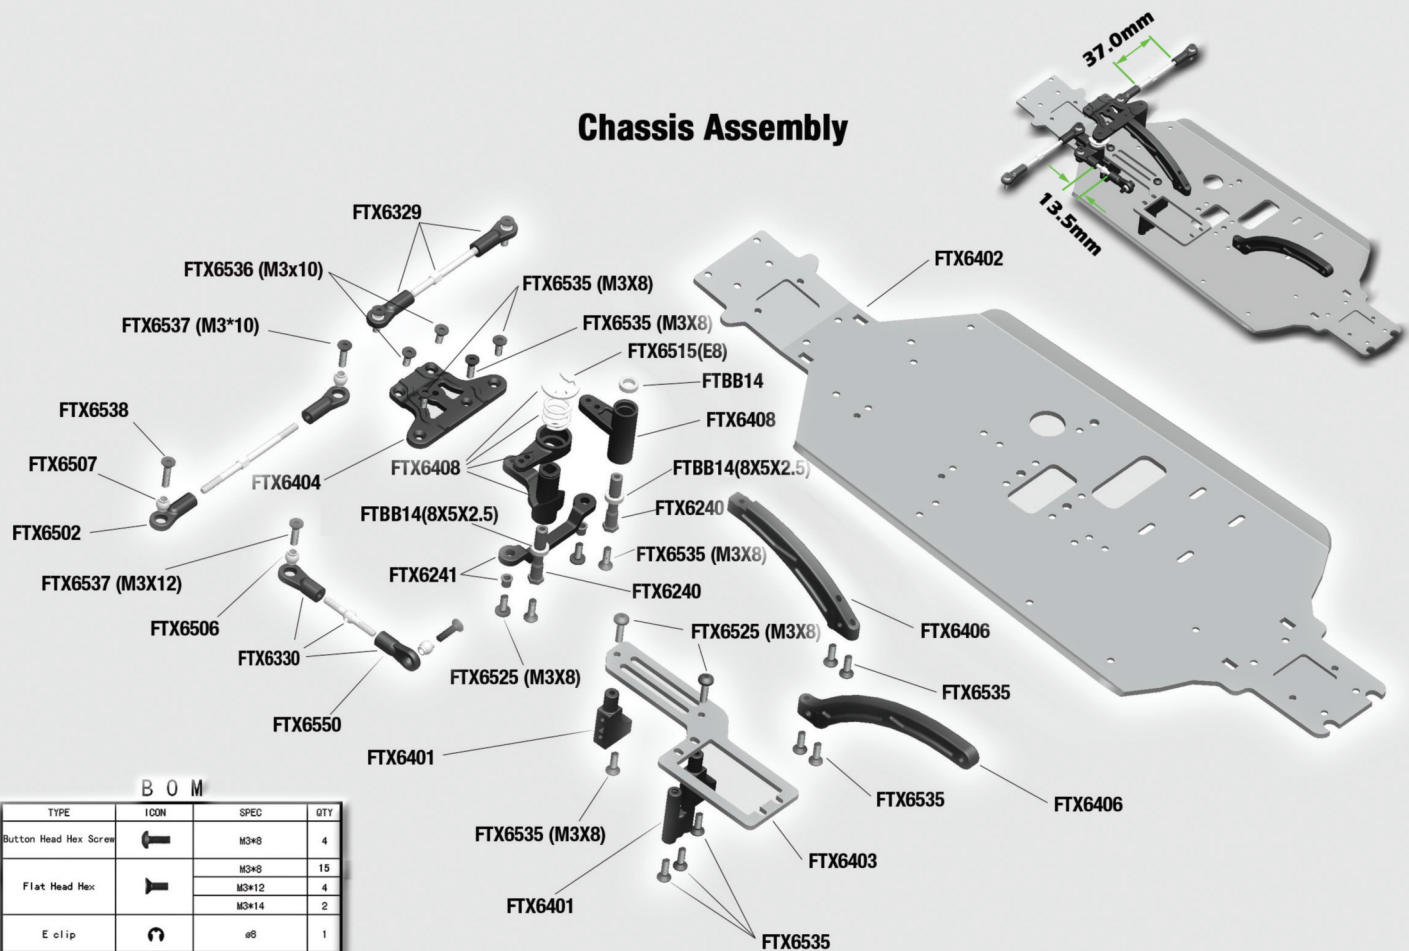 37.0mm
Chassis Assembly
13.5mm
FTX6329
FTX6402
FTX6536 (M3x10)
FTX6535 (M3X8)
FTX6537 (M3*10)
FTX6535 (M3X8)
FTX6515(E8)
FTBB14
FTX6538
FTX6408
FTX6507
FTX6404
FTX6408
FTBB14(8X5X2.5)
FTX6502
FTBB14(8X5X2.5)
FTX6240
FTX6537 (M3X12)
FTX6241
FTX6535 (M3X8)
FTX6240
FTX6506
FTX6525 (M3X8)
FTX6406
FTX6330
FTX6525 (M3X8)
FTX6535
FTX6550
FTX6401
FTX6535
FTX6406
FTX6535 (M3X8)
FTX6403
FTX6401
FTX6535
BOM
TYPE ICON SPEC QTY
Button Head Hex Screw M3*8 4
Flat Head Hex M3*8 15
M3*12 4
M3*14 2
E clip ø8 1